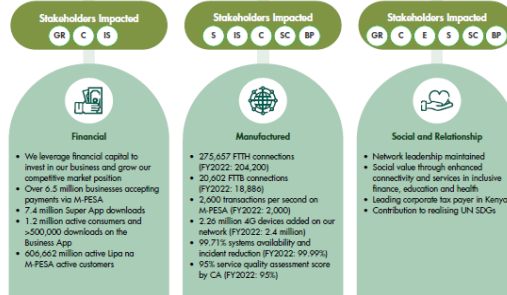 Stakeholders Impacted
GR C IS
Financial
• We leverage financial capital to
invest in our business and grow our
competitive market position
• Over 6.5 million businesses accepting
payments via M-PESA
• 7.4 million Super App downloads
• 1.2 million active consumers and
>500,000 downloads on the
Business App
• 606,662 million active Lipa na
M-PESA active customers
Stakeholders Impacted
S IS C SC BP
Manufactured
• 275,657 FTTH connections
(FY2022: 204,200)
• 20,602 FTTB connections
(FY2022: 18,886)
• 2,600 transactions per second on
M-PESA (FY2022: 2,000)
• 2.26 million 4G devices added on our
network (FY2022: 2.4 million)
• 99.71% systems availability and
incident reduction (FY2022: 99.99%)
• 95% service quality assessment score
by CA (FY2022: 95%)
Stakeholders Impacted
GR C E S SC BP
Social and Relationship
• Network leadership maintained
• Social value through enhanced
connectivity and services in inclusive
finance, education and health
• Leading corporate tax payer in Kenya
• Contribution to realising UN SDGs